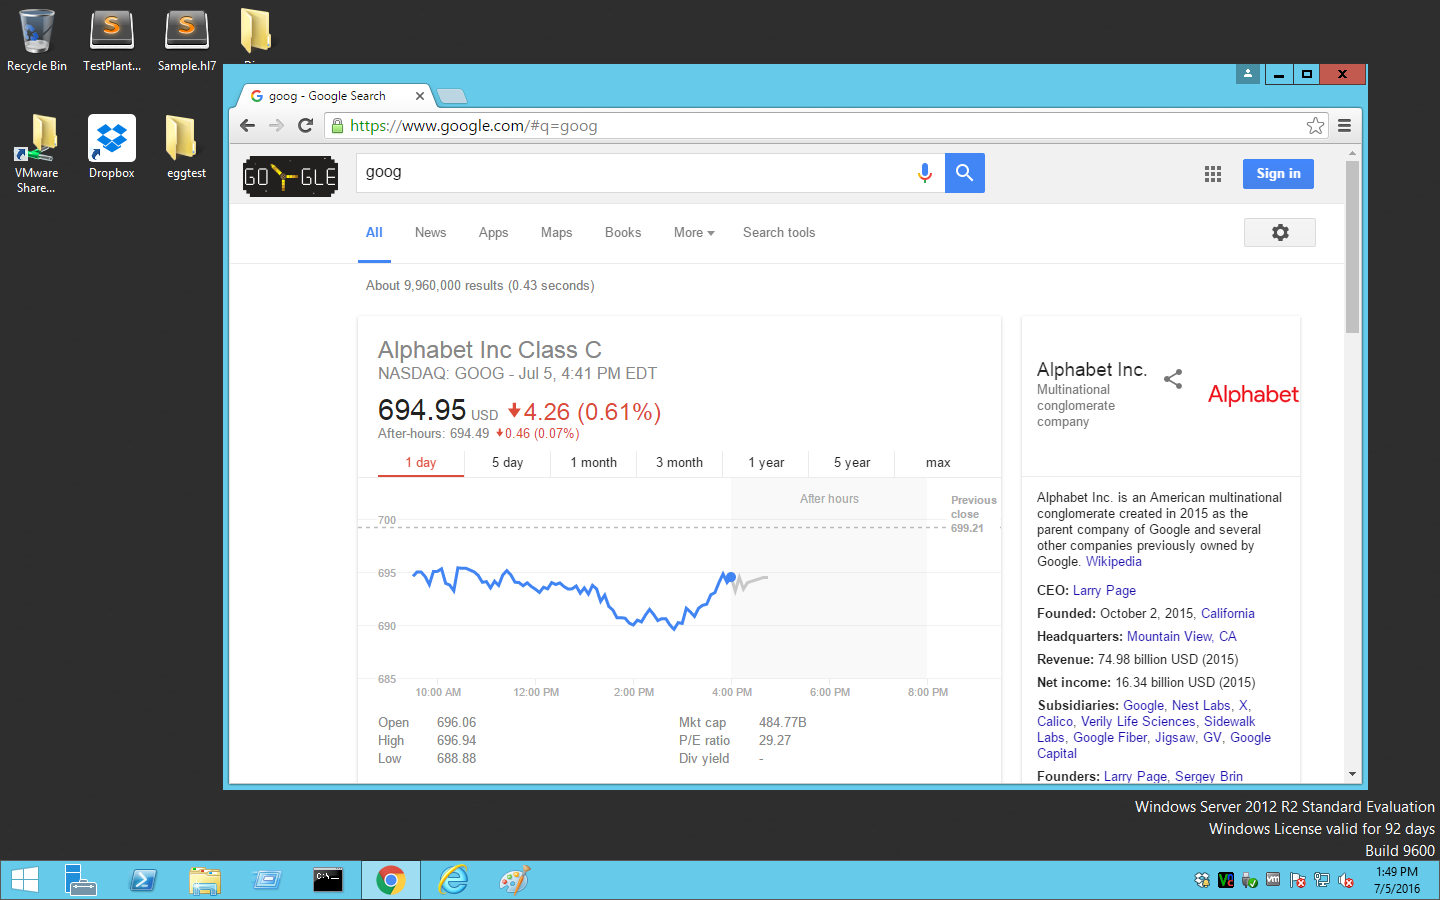 Recycle Bin
TestPlant...
Sample.hl7
VMware
Share...
Dropbox
eggtest
goog - Google Search
https://www.google.com/#q=goog
GO GLE
goog
Sign in
All
News
Apps
Maps
Books
More
Search tools
About 9,960,000 results (0.43 seconds)
Alphabet Inc Class C
NASDAQ: GOOG - Jul 5, 4:41 PM EDT
694.95 USD 4.26 (0.61%)
After-hours: 694.49 0.46 (0.07%)
1 day
5 day
1 month
3 month
1 year
5 year
max
After hours
Previous
close
699.21
700
695
690
685
10:00 AM
12:00 PM
2:00 PM
4:00 PM
6:00 PM
8:00 PM
Open 696.06
High 696.94
Low 688.88
Mkt cap 484.77B
P/E ratio 29.27
Div yield -
Alphabet Inc.
Multinational
conglomerate
company
Alphabet
Alphabet Inc. is an American multinational
conglomerate created in 2015 as the
parent company of Google and several
other companies previously owned by
Google. Wikipedia
CEO: Larry Page
Founded: October 2, 2015, California
Headquarters: Mountain View, CA
Revenue: 74.98 billion USD (2015)
Net income: 16.34 billion USD (2015)
Subsidiaries: Google, Nest Labs, X,
Calico, Verily Life Sciences, Sidewalk
Labs, Google Fiber, Jigsaw, GV, Google
Capital
Founders: Larry Page, Sergey Brin
Windows Server 2012 R2 Standard Evaluation
Windows License valid for 92 days
Build 9600
1:49 PM
7/5/2016